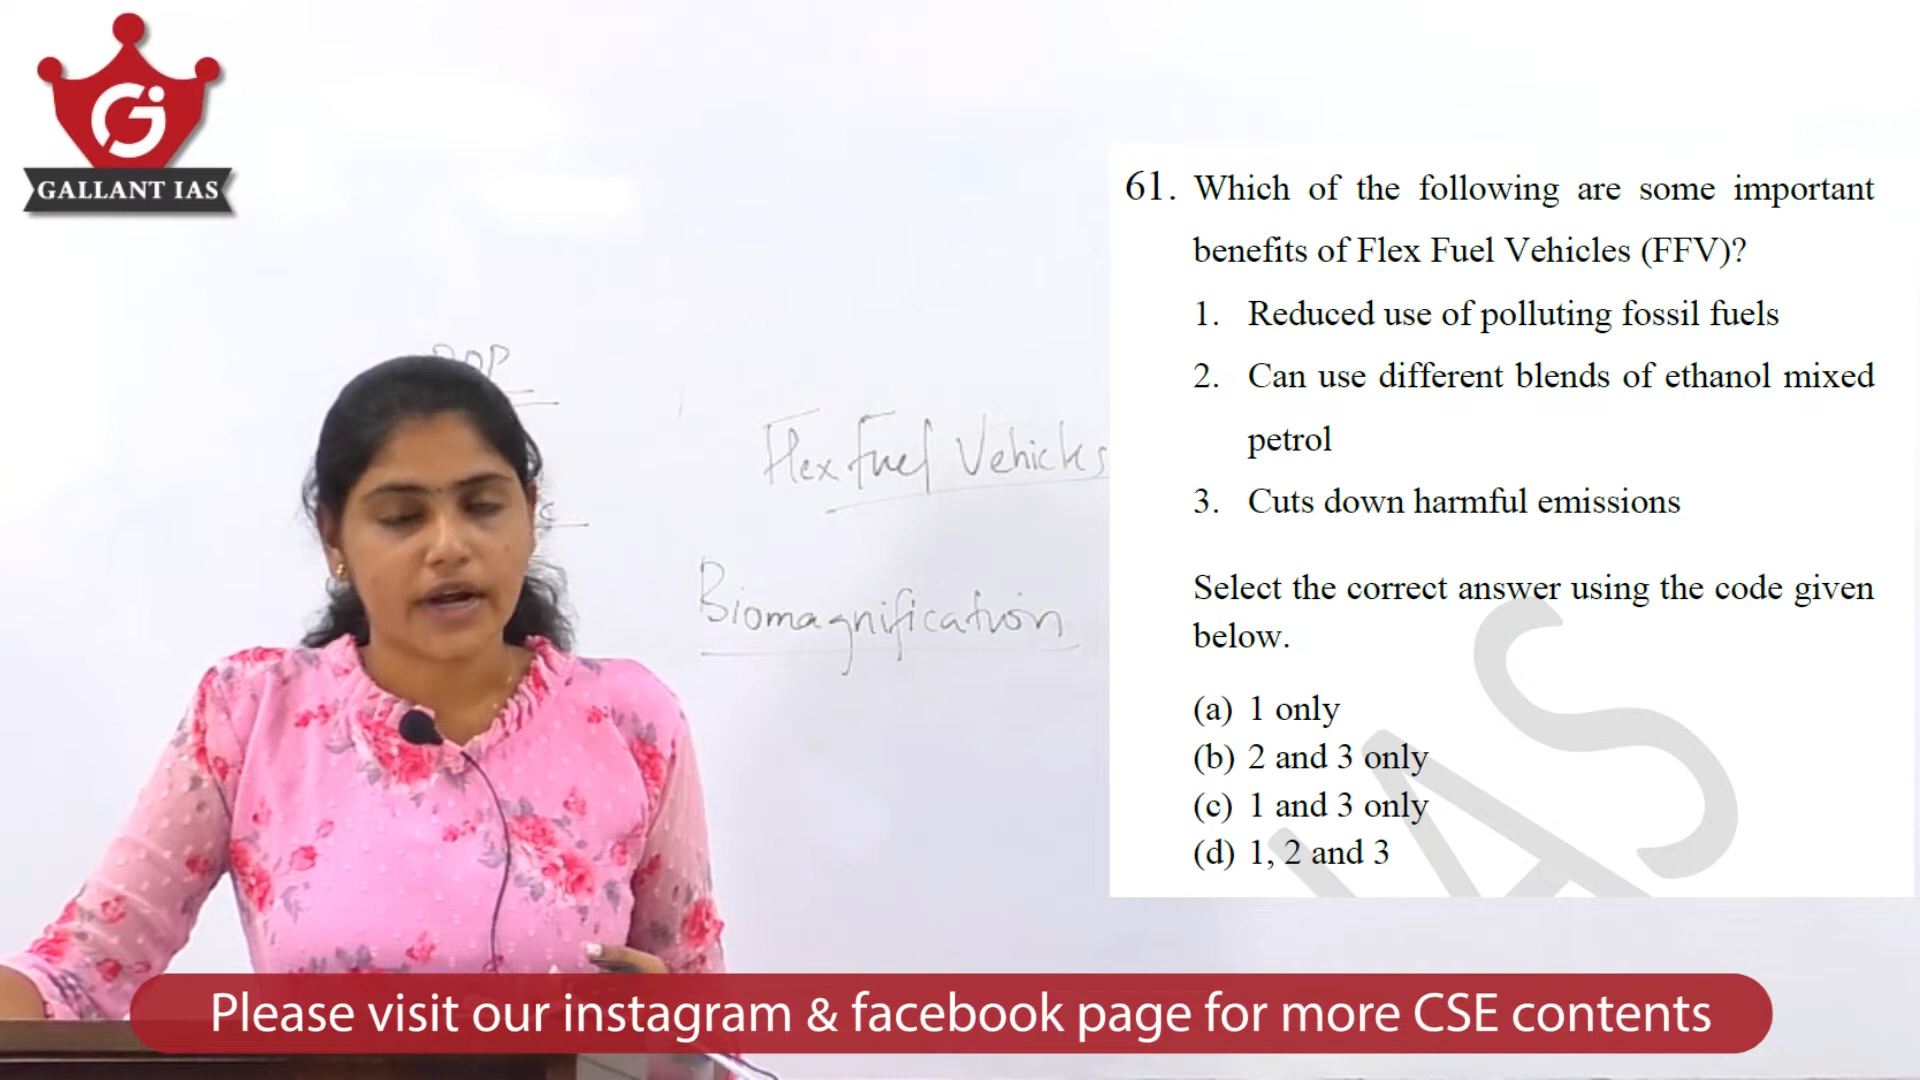 GALLANT IAS
61. Which of the following are some important
benefits of Flex Fuel Vehicles (FFV)?
1. Reduced use of polluting fossil fuels
2. Can use different blends of ethanol mixed
petrol
3. Cuts down harmful emissions
Select the correct answer using the code given
below.
(a) 1 only
(b) 2 and 3 only
(c) 1 and 3 only
(d) 1, 2 and 3
IAS
Flex Fuel Vehicles
Biomagnification
Please visit our instagram & facebook page for more CSE contents